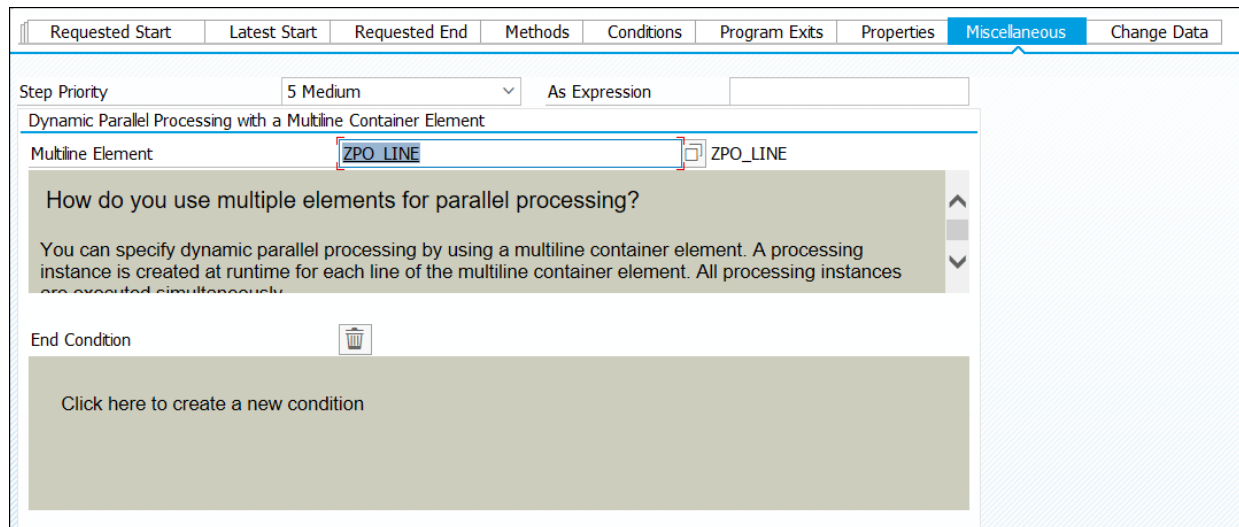 Requested Start Latest Start Requested End Methods Conditions Program Exits Properties Miscellaneous Change Data
Step Priority 5 Medium As Expression
Dynamic Parallel Processing with a Multiline Container Element
Multiline Element ZPO_LINE ZPO_LINE
How do you use multiple elements for parallel processing?
You can specify dynamic parallel processing by using a multiline container element. A processing
instance is created at runtime for each line of the multiline container element. All processing instances
are executed simultaneously
End Condition
Click here to create a new condition